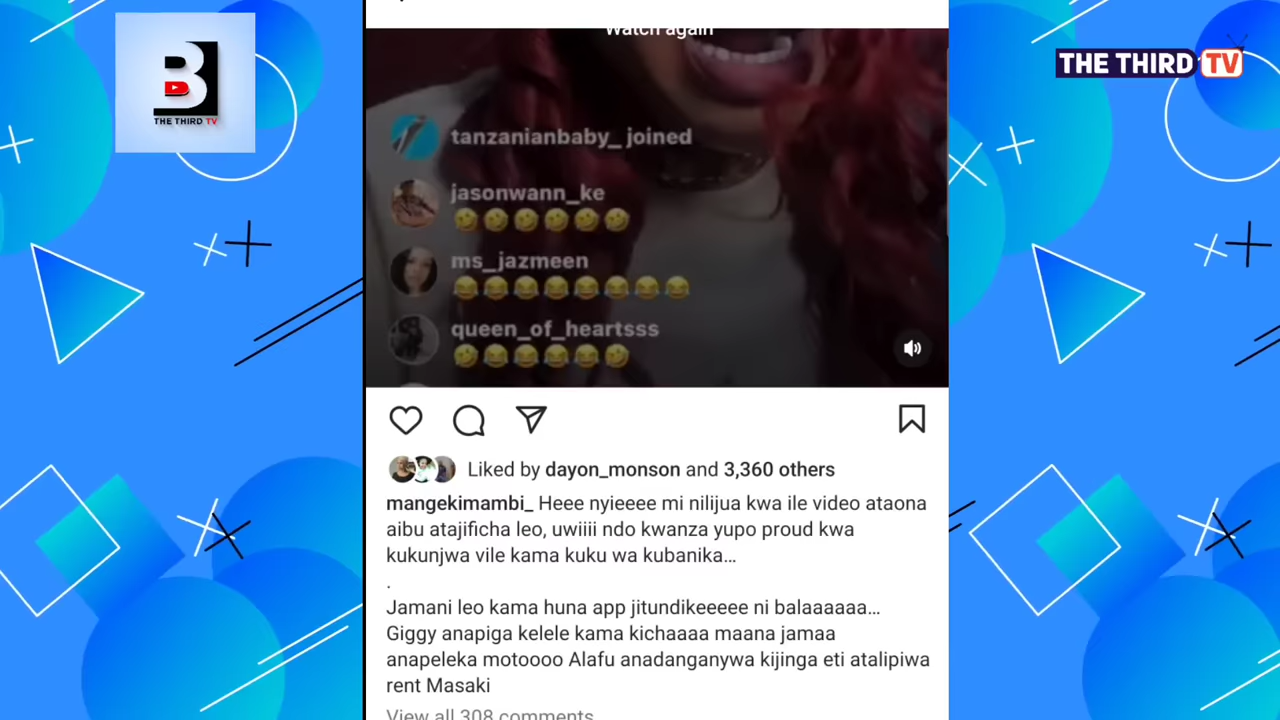 Watch again
B
THE THIRD TV
THE THIRD TV
tanzanianbaby_ joined
jasonwann_ke
🤣🤣🤣🤣🤣🤣
ms_jazmeen
😂😂😂😂😂😂😂😂
queen_of_heartsss
🤣😂😂😂😂🤣
Liked by dayon_monson and 3,360 others
mangekimambi_ Heee nyieeee mi nilijua kwa ile video ataona
aibu atajificha leo, uwiiii ndo kwanza yupo proud kwa
kukunjwa vile kama kuku wa kubanika…
.
Jamani leo kama huna app jitundikeeeee ni balaaaaaa…
Giggy anapiga kelele kama kichaaaa maana jamaa
anapeleka motoooo Alafu anadanganywa kijinga eti atalipiwa
rent Masaki
View all 308 comments